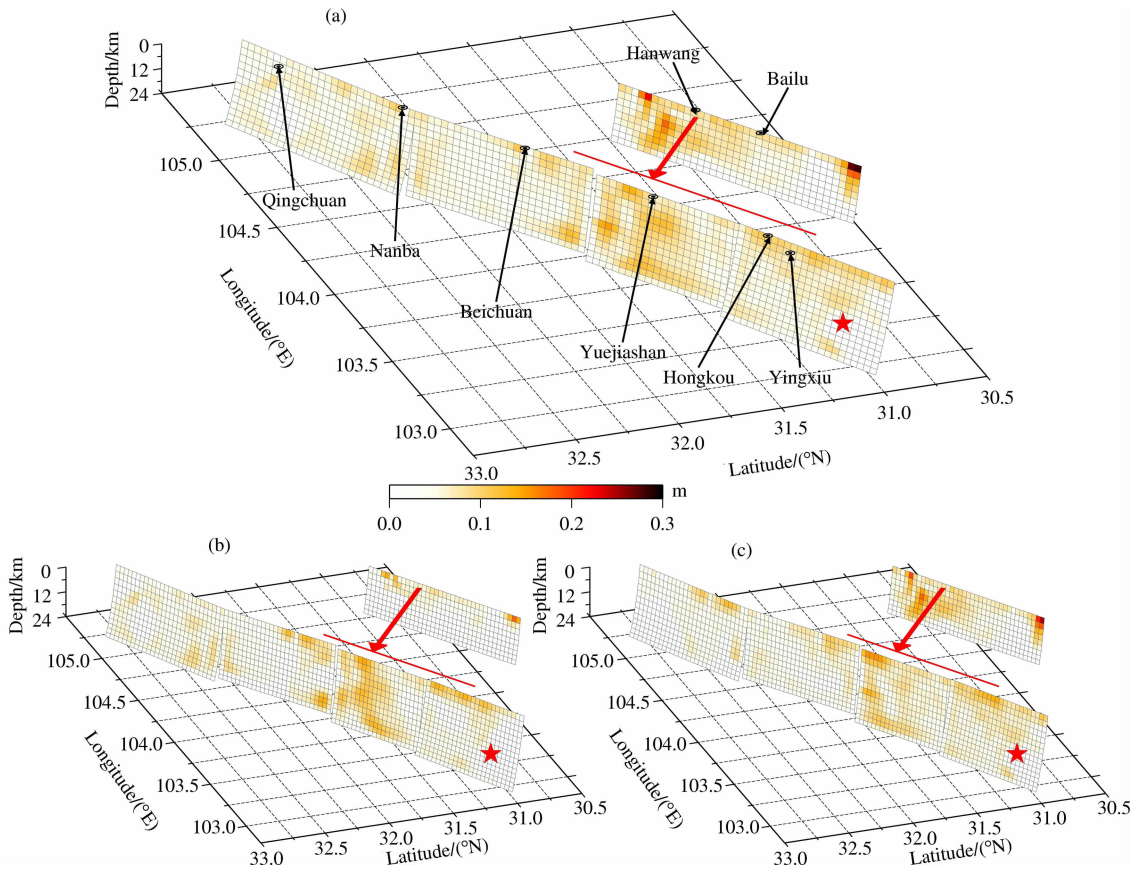 (a)
Depth/km
0
12
24
Hanwang
Bailu
105.0
104.5
104.0
103.5
103.0
Longitude/(°E)
Qingchuan
Nanba
Beichuan
Yuejiashan
Hongkou
Yingxiu
33.0
32.5
32.0
31.5
31.0
30.5
Latitude/(°N)
m
0.0
0.1
0.2
0.3
(b)
Depth/km
0
12
24
105.0
104.5
104.0
103.5
103.0
Longitude/(°E)
33.0
32.5
32.0
31.5
31.0
30.5
Latitude/(°N)
(c)
Depth/km
0
12
24
105.0
104.5
104.0
103.5
103.0
Longitude/(°E)
33.0
32.5
32.0
31.5
31.0
30.5
Latitude/(°N)